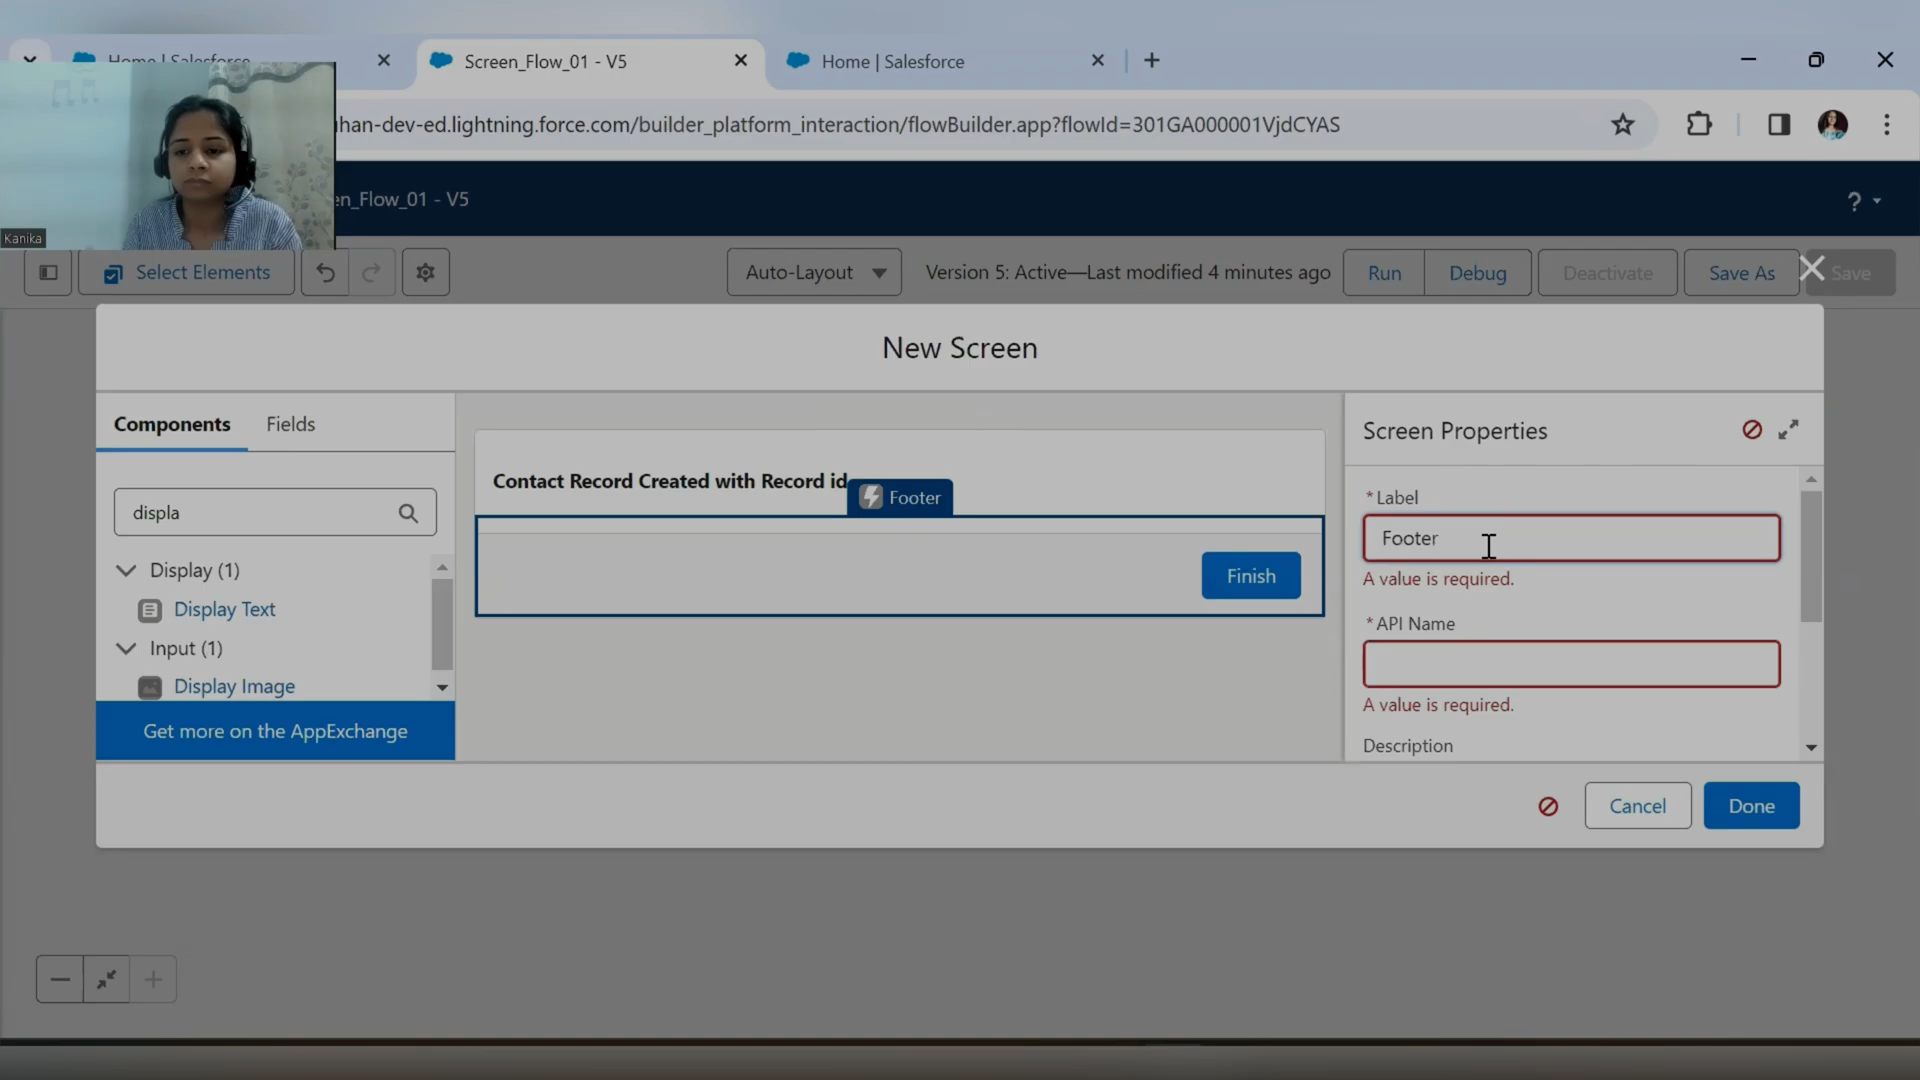 Home | Salesforce
Screen_Flow_01 - V5
Home | Salesforce
han-dev-ed.lightning.force.com/builder_platform_interaction/flowBuilder.app?flowId=301GA000001VjdCYAS
en_Flow_01 - V5
?
Kanika
Select Elements
Auto-Layout
Version 5: Active—Last modified 4 minutes ago
Run
Debug
Deactivate
Save As
Save
New Screen
Components
Fields
displa
Display (1)
Display Text
Input (1)
Display Image
Get more on the AppExchange
Contact Record Created with Record id
Footer
Finish
Screen Properties
*Label
Footer
A value is required.
*API Name
A value is required.
Description
Cancel
Done